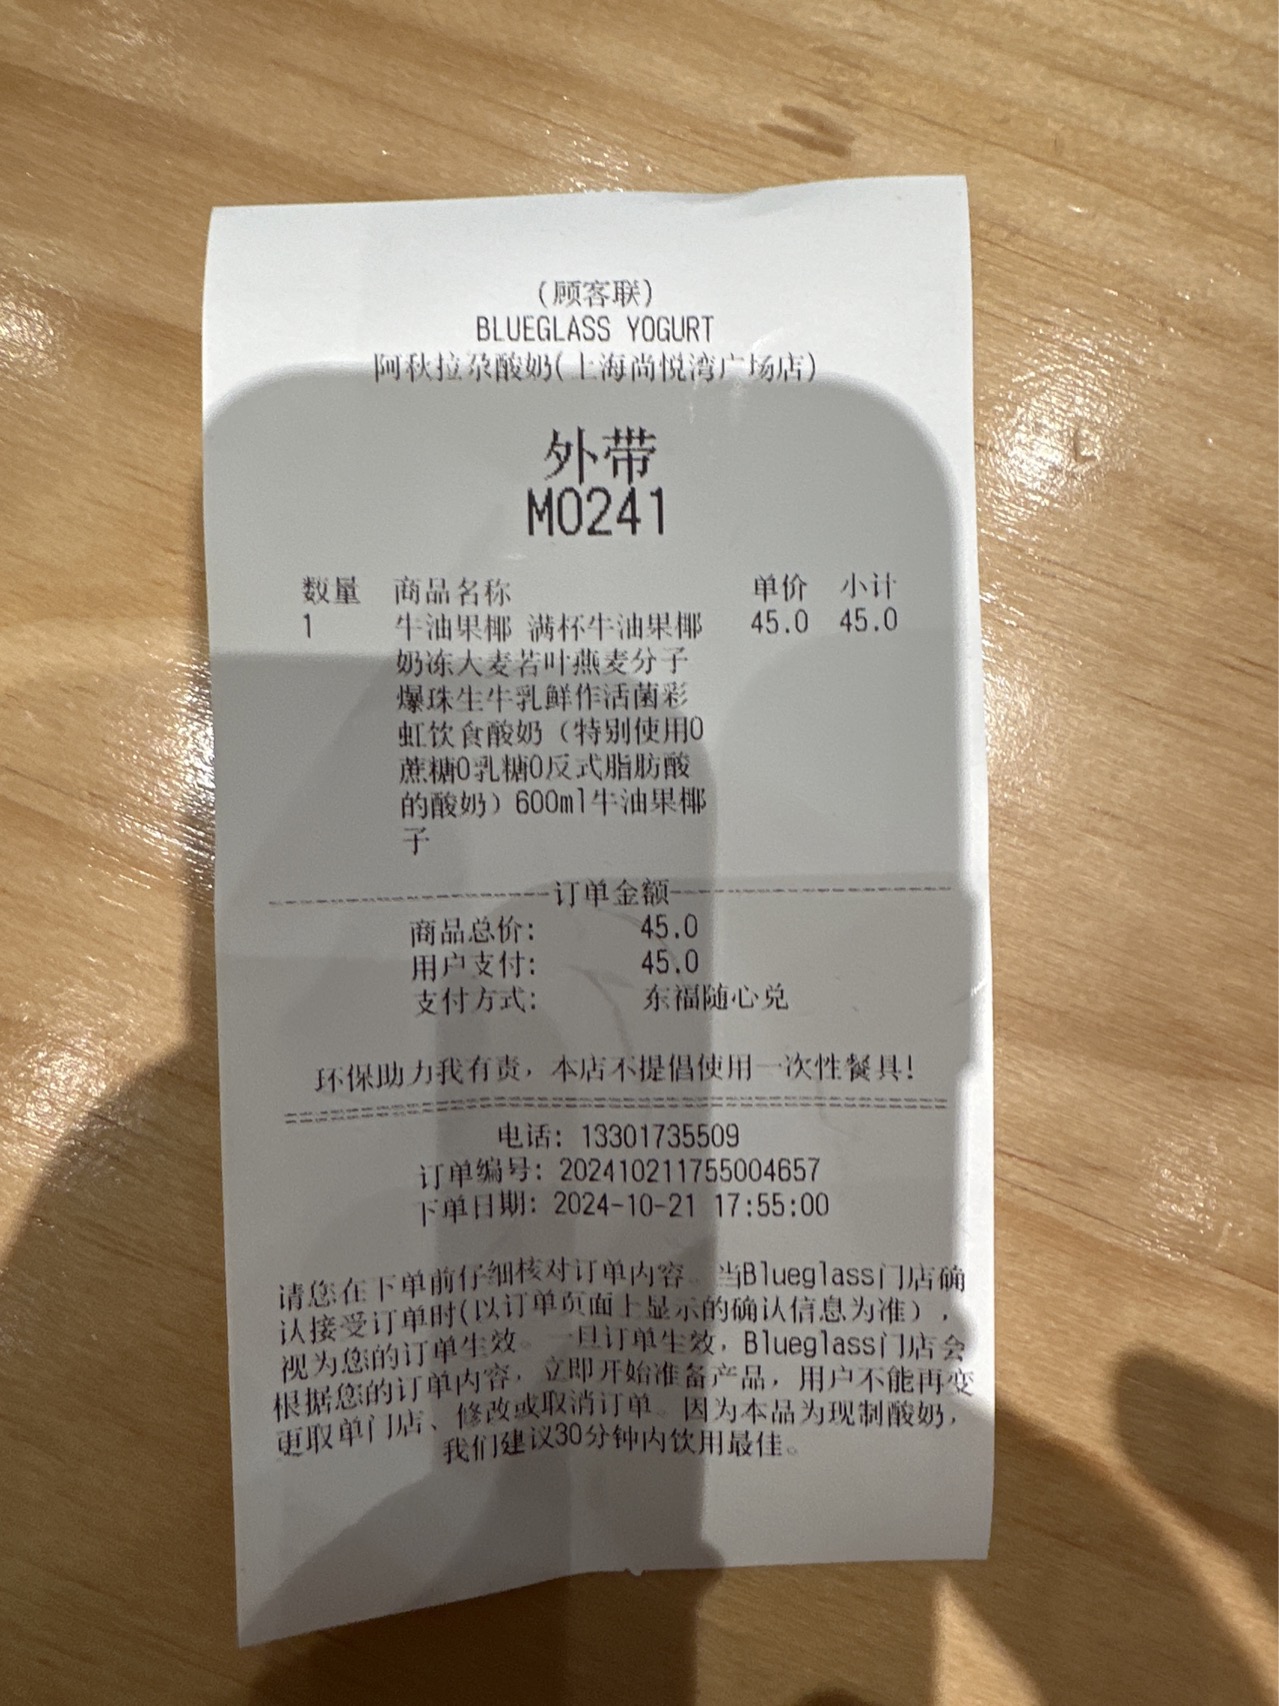 (顾客联)
BLUEGLASS YOGURT
阿秋拉尕酸奶(上海尚悦湾广场店)
外带
M0241
数量 商品名称 单价 小计
1 牛油果椰 满杯牛油果椰 45.0 45.0
奶冻大麦若叶燕麦分子
爆珠生牛乳鲜作活菌彩
虹饮食酸奶（特别使用0
蔗糖0乳糖0反式脂肪酸
的酸奶）600ml牛油果椰
子
订单金额
商品总价: 45.0
用户支付: 45.0
支付方式: 东福随心兑
环保助力我有责，本店不提倡使用一次性餐具!
电话: 13301735509
订单编号: 202410211755004657
下单日期: 2024-10-21 17:55:00
请您在下单前仔细核对订单内容。当Blueglass门店确
认接受订单时(以订单页面上显示的确认信息为准)，
视为您的订单生效。一旦订单生效，Blueglass门店会
根据您的订单内容，立即开始准备产品，用户不能再变
更取单门店、修改或取消订单。因为本品为现制酸奶，
我们建议30分钟内饮用最佳。